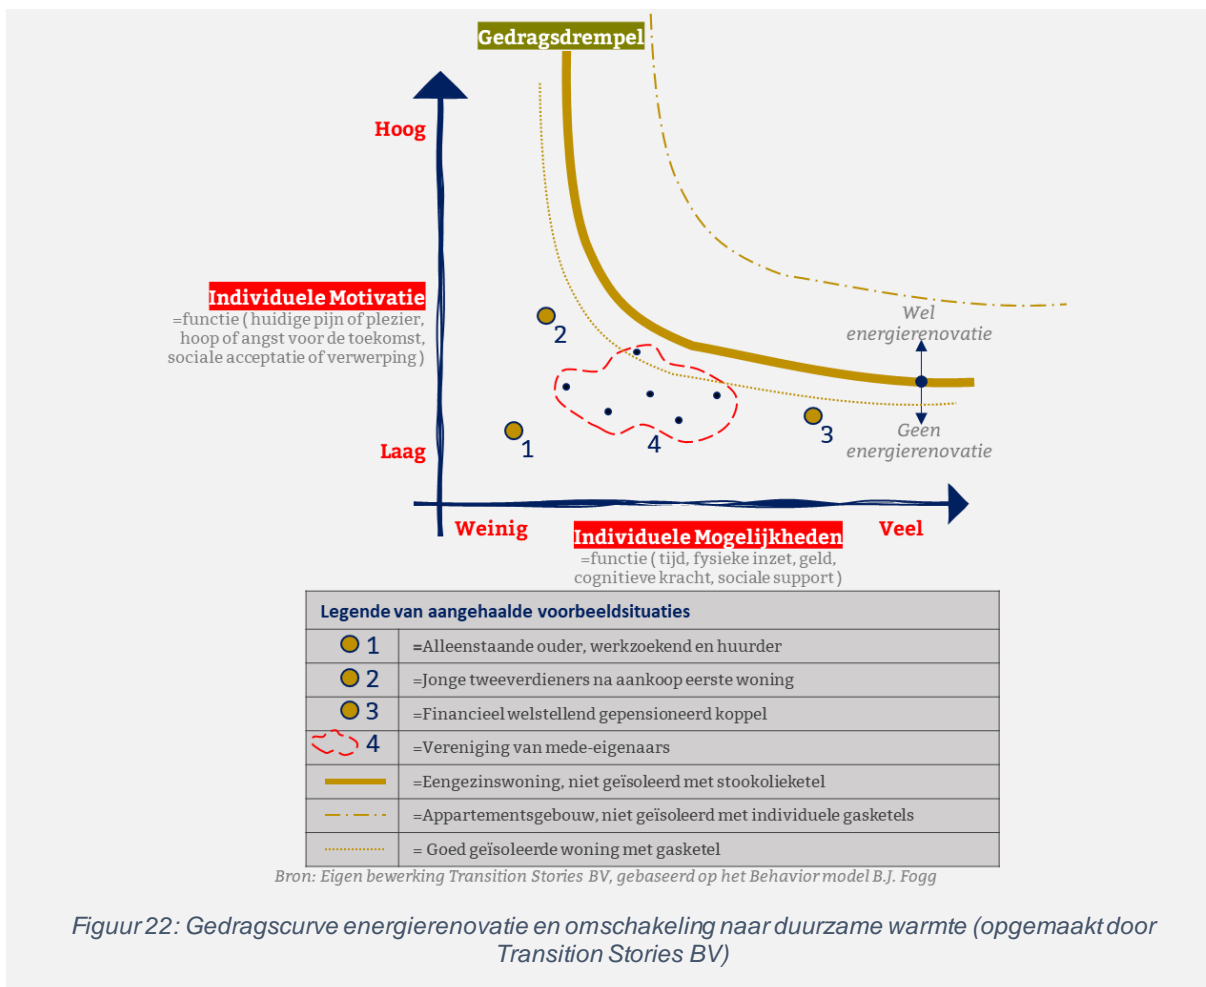 Gedragsdrempel
Hoog
Individuele Motivatie
=functie ( huidige pijn of plezier,
hoop of angst voor de toekomst,
sociale acceptatie of verwerping )
Wel
energierenovatie
2
1
4
3
Geen
energierenovatie
Laag
Weinig
Individuele Mogelijkheden
Veel
=functie ( tijd, fysieke inzet, geld,
cognitieve kracht, sociale support )
Legende van aangehaalde voorbeeldsituaties
1 =Alleenstaande ouder, werkzoekend en huurder
2 =Jonge tweeverdieners na aankoop eerste woning
3 =Financieel welstellend gepensioneerd koppel
4 =Vereniging van mede-eigenaars
=Eengezinswoning, niet geïsoleerd met stookolieketel
=Appartementsgebouw, niet geïsoleerd met individuele gasketels
= Goed geïsoleerde woning met gasketel
Bron: Eigen bewerking Transition Stories BV, gebaseerd op het Behavior model B.J. Fogg
Figuur 22: Gedragscurve energierenovatie en omschakeling naar duurzame warmte (opgemaakt door
Transition Stories BV)